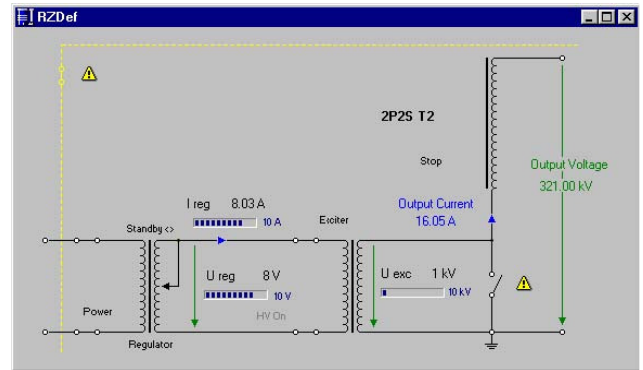 RZDef
2P2S T2
Stop
Output Voltage
321.00 kV
I reg 8.03 A
10 A
Output Current
16.05 A
Standby <>
Exciter
U reg 8 V
10 V
U exc 1 kV
10 kV
HV On
Power
Regulator